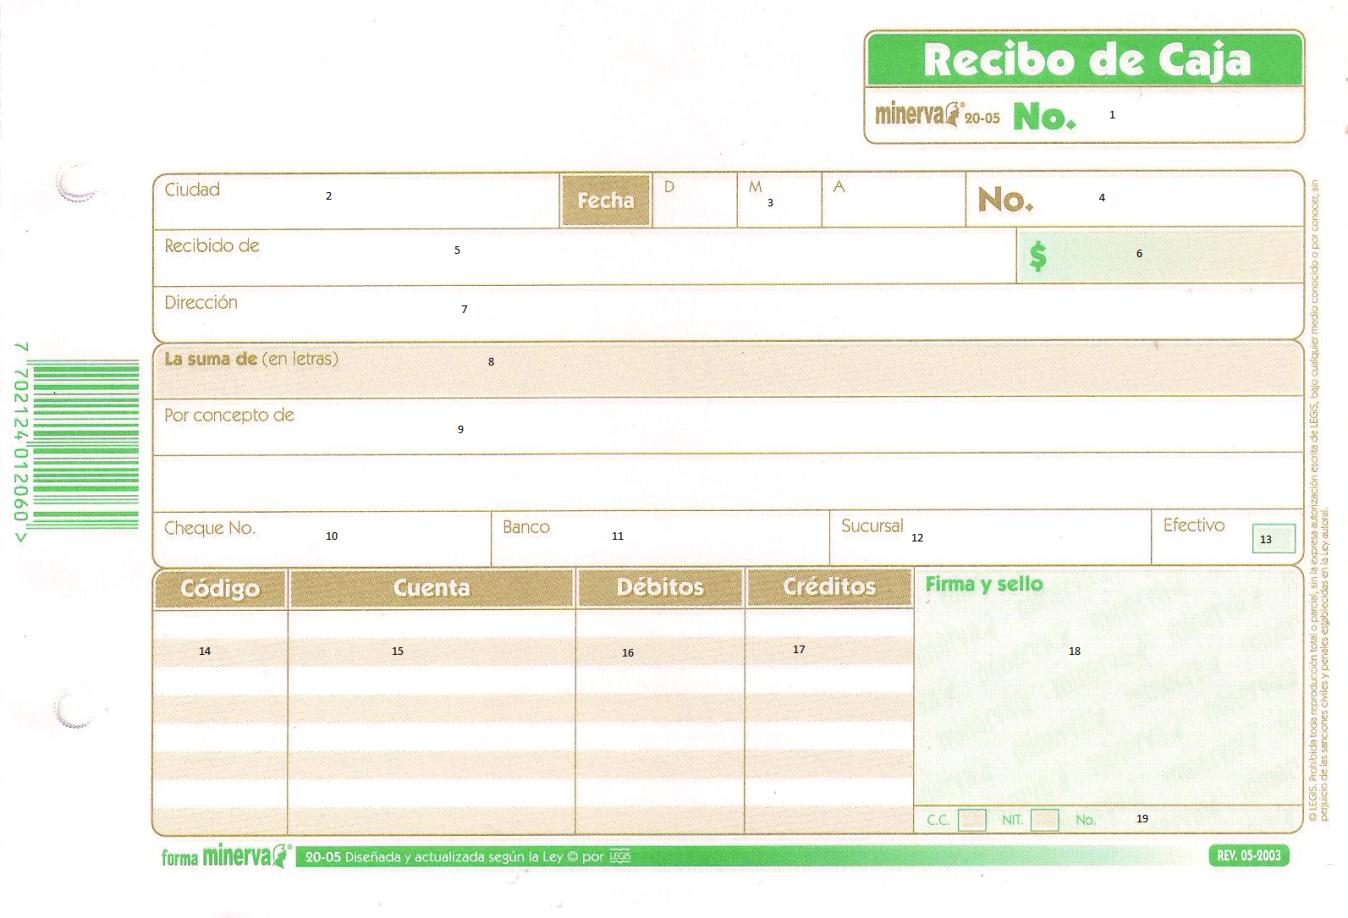 Recibo de Caja
minerva® 20-05 No. 1
Ciudad 2 Fecha D M 3 A No. 4
Recibido de 5 $ 6
Dirección 7
La suma de (en letras) 8
Por concepto de 9
Cheque No. 10 Banco 11 Sucursal 12 Efectivo 13
Código Cuenta Débitos Créditos Firma y sello
14 15 16 17 18
C.C. NIT. No. 19
forma minerva® 20-05 Diseñada y actualizada según la Ley © por LEGIS REV. 05-2003
7 702124 012060 >
© LEGIS. Prohibida toda reproducción total o parcial, sin la expresa autorización escrita de LEGIS, bajo cualquier medio conocido o por conocer, sin
perjuicio de las sanciones civiles y penales establecidas en la Ley autoral.